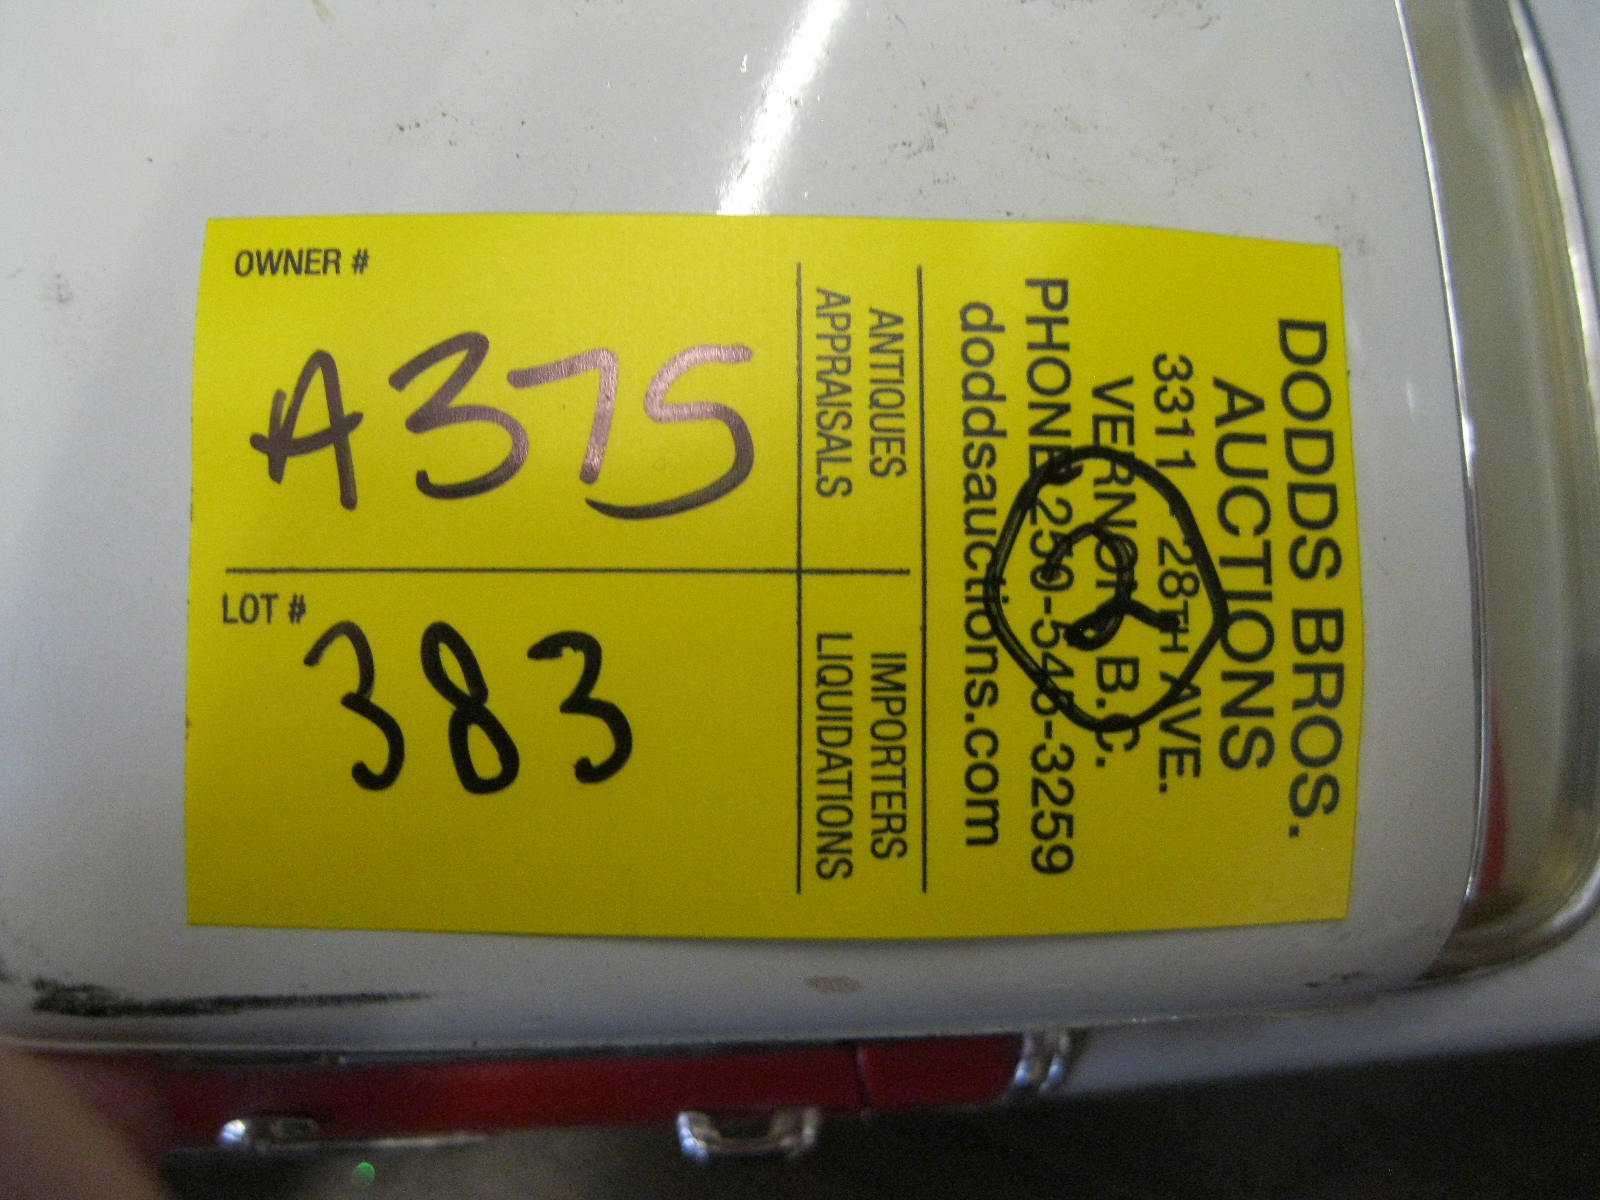 DODDS BROS.
AUCTIONS
3311 - 28TH AVE.
VERNON, B.C.
PHONE 250-545-3259
doddsauctions.com
ANTIQUES
APPRAISALS
IMPORTERS
LIQUIDATIONS
OWNER #
A375
LOT #
383